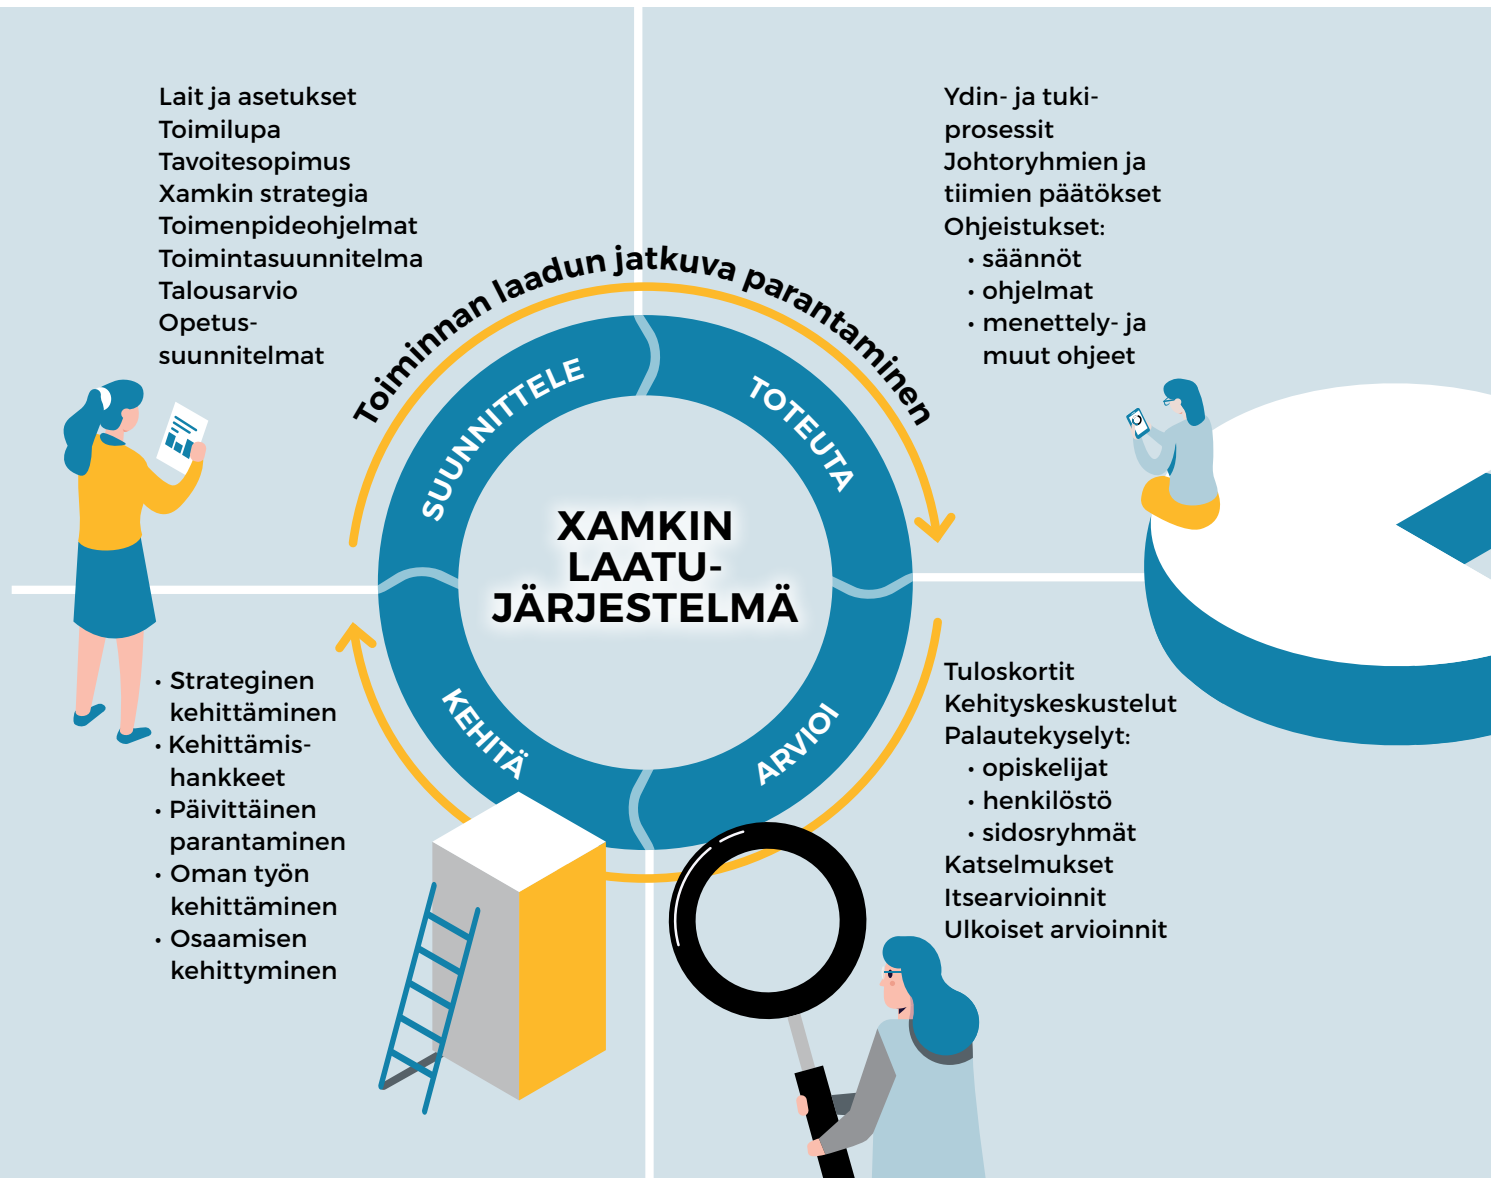 Lait ja asetukset
Toimilupa
Tavoitesopimus
Xamkin strategia
Toimenpideohjelmat
Toimintasuunnitelma
Talousarvio
Opetus-
suunnitelmat
Ydin- ja tuki-
prosessit
Johtoryhmien ja
tiimien päätökset
Ohjeistukset:
• säännöt
• ohjelmat
• menettely- ja
muut ohjeet
Toiminnan laadun jatkuva parantaminen
SUUNNITTELE
TOTEUTA
XAMKIN
LAATU-
JÄRJESTELMÄ
KEHITÄ
ARVIOI
• Strateginen
kehittäminen
• Kehittämis-
hankkeet
• Päivittäinen
parantaminen
• Oman työn
kehittäminen
• Osaamisen
kehittyminen
Tuloskortit
Kehityskeskustelut
Palautekyselyt:
• opiskelijat
• henkilöstö
• sidosryhmät
Katselmukset
Itsearvioinnit
Ulkoiset arvioinnit